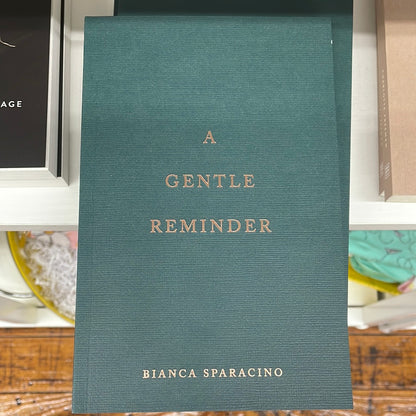 AGE
A
GENTLE
REMINDER
BIANCA SPARACINO